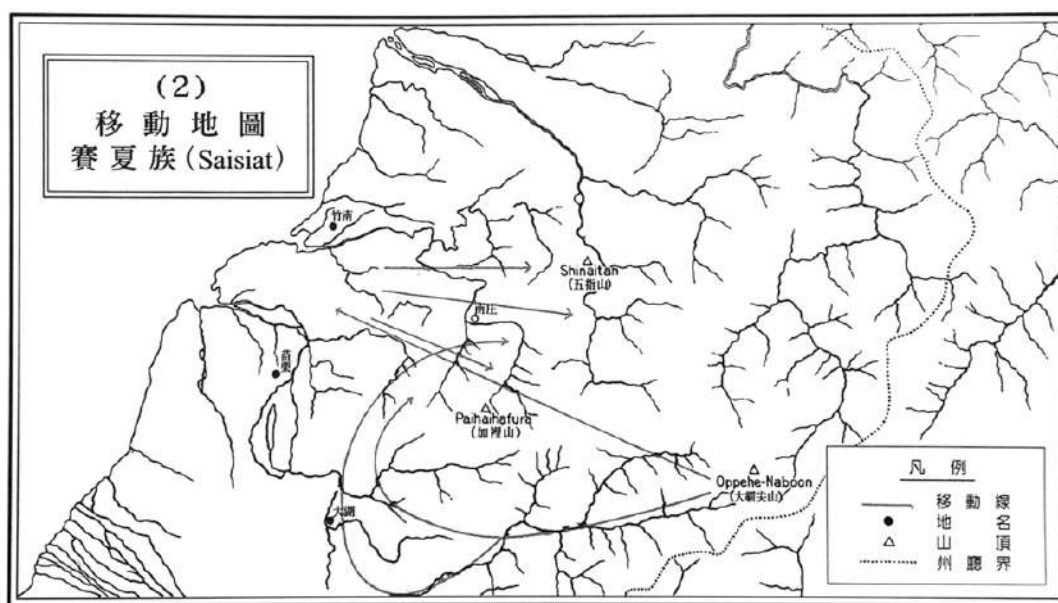 (2)
移動地圖
賽夏族(Saisiat)
竹南
Shinaitan
(五指山)
南庄
苗栗
Paihaihafura
(加裡山)
Oppehe-Naboon
(大霸尖山)
大湖
凡例
移動線
地名
山頂
州廳界